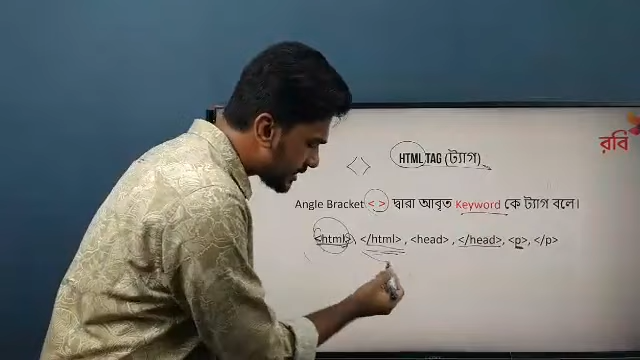 HTML TAG (ট্যাগ)
রবি
Angle Bracket < > দ্বারা আবৃত Keyword কে ট্যাগ বলে।
<html>, </html>, <head>, </head>, <p>, </p>